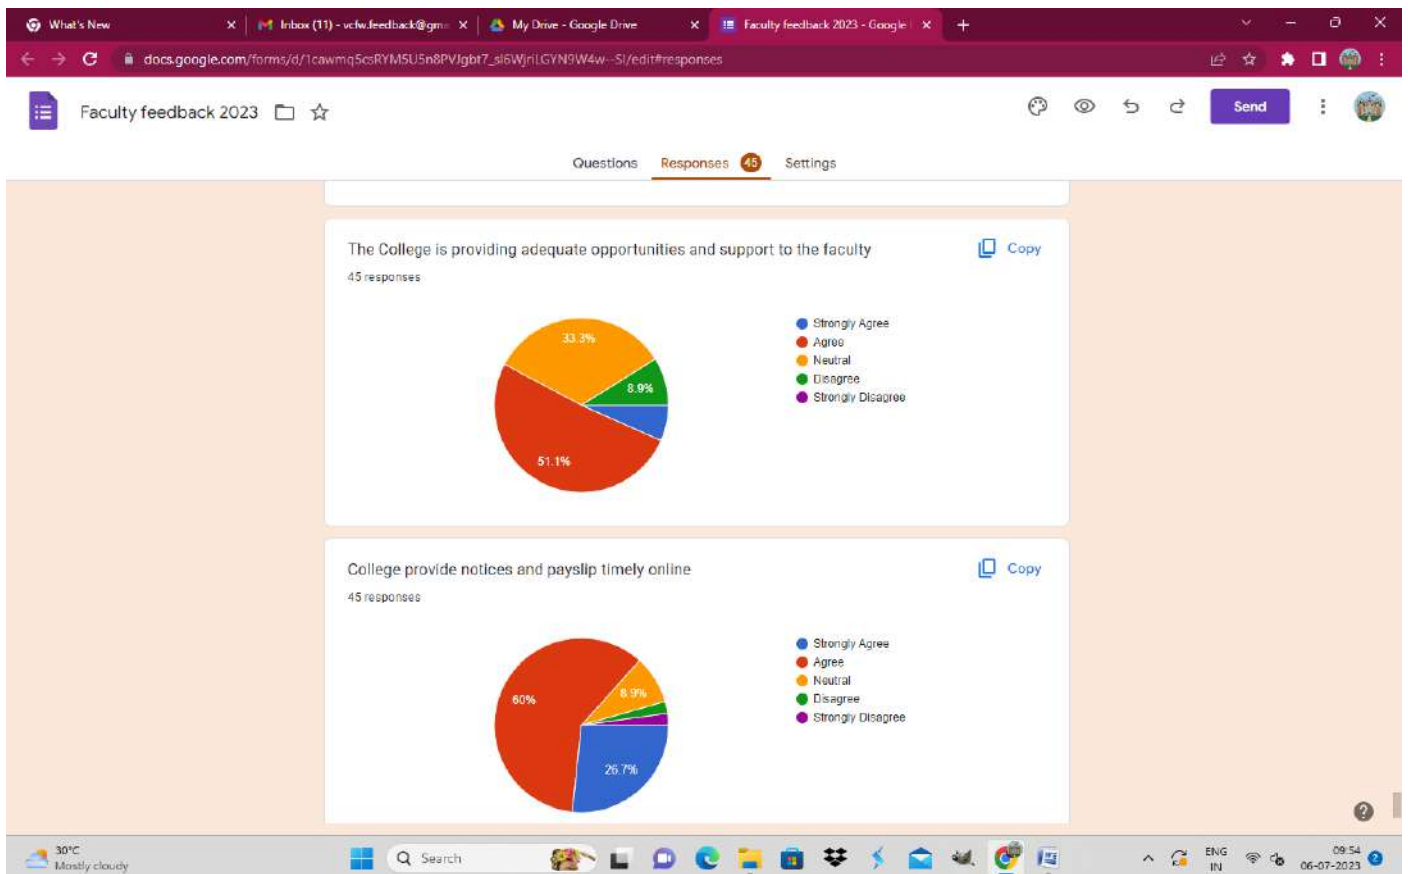 What's New
Inbox (11) - vcfw.feedback@gm
My Drive - Google Drive
Faculty feedback 2023 - Google
docs.google.com/forms/d/1cawmq5csRYM5U5n8PVJgbt7_sl6WjriLGYN9W4w--SI/edit#responses
Faculty feedback 2023
Send
Questions Responses 45 Settings
The College is providing adequate opportunities and support to the faculty
Copy
45 responses
33.3%
8.9%
51.1%
Strongly Agree
Agree
Neutral
Disagree
Strongly Disagree
College provide notices and payslip timely online
Copy
45 responses
60%
8.9%
26.7%
Strongly Agree
Agree
Neutral
Disagree
Strongly Disagree
30°C
Mostly cloudy
Search
ENG
IN
09:54
06-07-2023
2